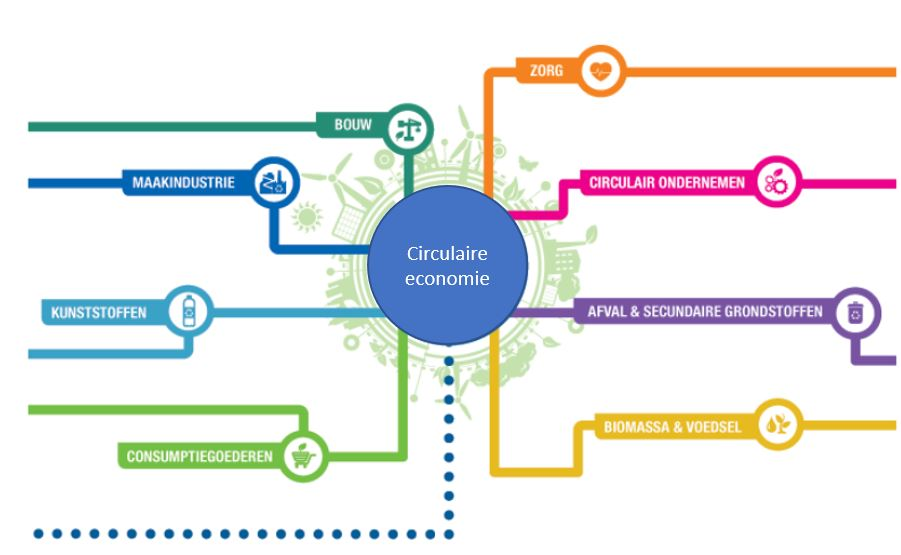 ZORG
BOUW
MAAKINDUSTRIE
CIRCULAIR ONDERNEMEN
Circulaire
economie
KUNSTSTOFFEN
AFVAL & SECUNDAIRE GRONDSTOFFEN
BIOMASSA & VOEDSEL
CONSUMPTIEGOEDEREN